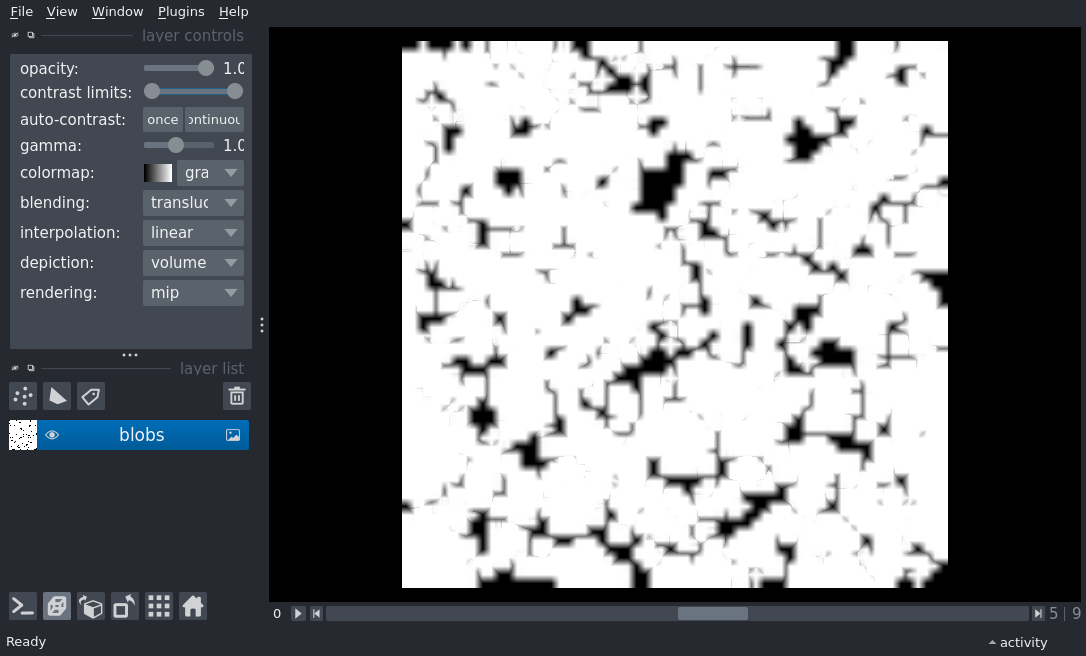 File View Window Plugins Help
layer controls
opacity: 1.0
contrast limits:
auto-contrast: once ontinuou
gamma: 1.0
colormap: gra
blending: transluc
interpolation: linear
depiction: volume
rendering: mip
layer list
blobs
0 5 | 9
Ready activity